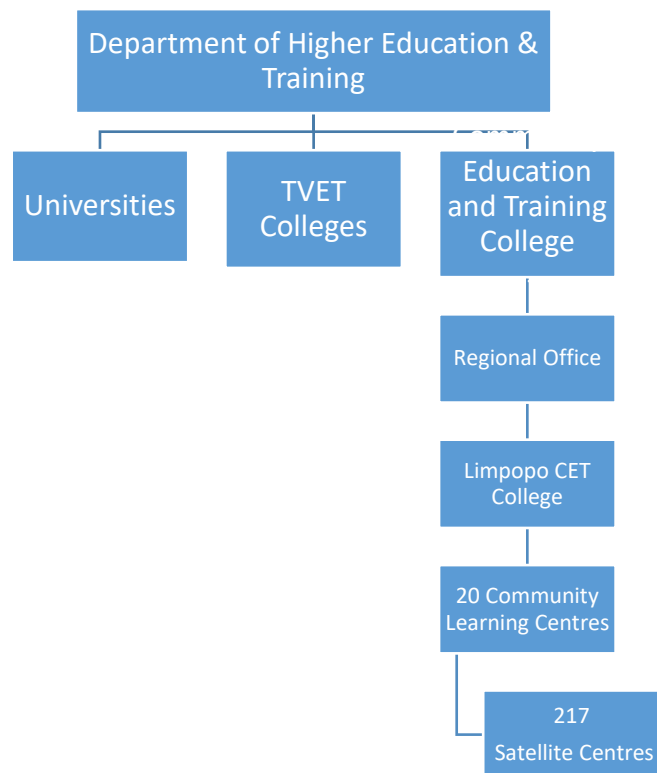 Department of Higher Education &
Training
Universities
TVET
Colleges
Education
and Training
College
Regional Office
Limpopo CET
College
20 Community
Learning Centres
217
Satellite Centres